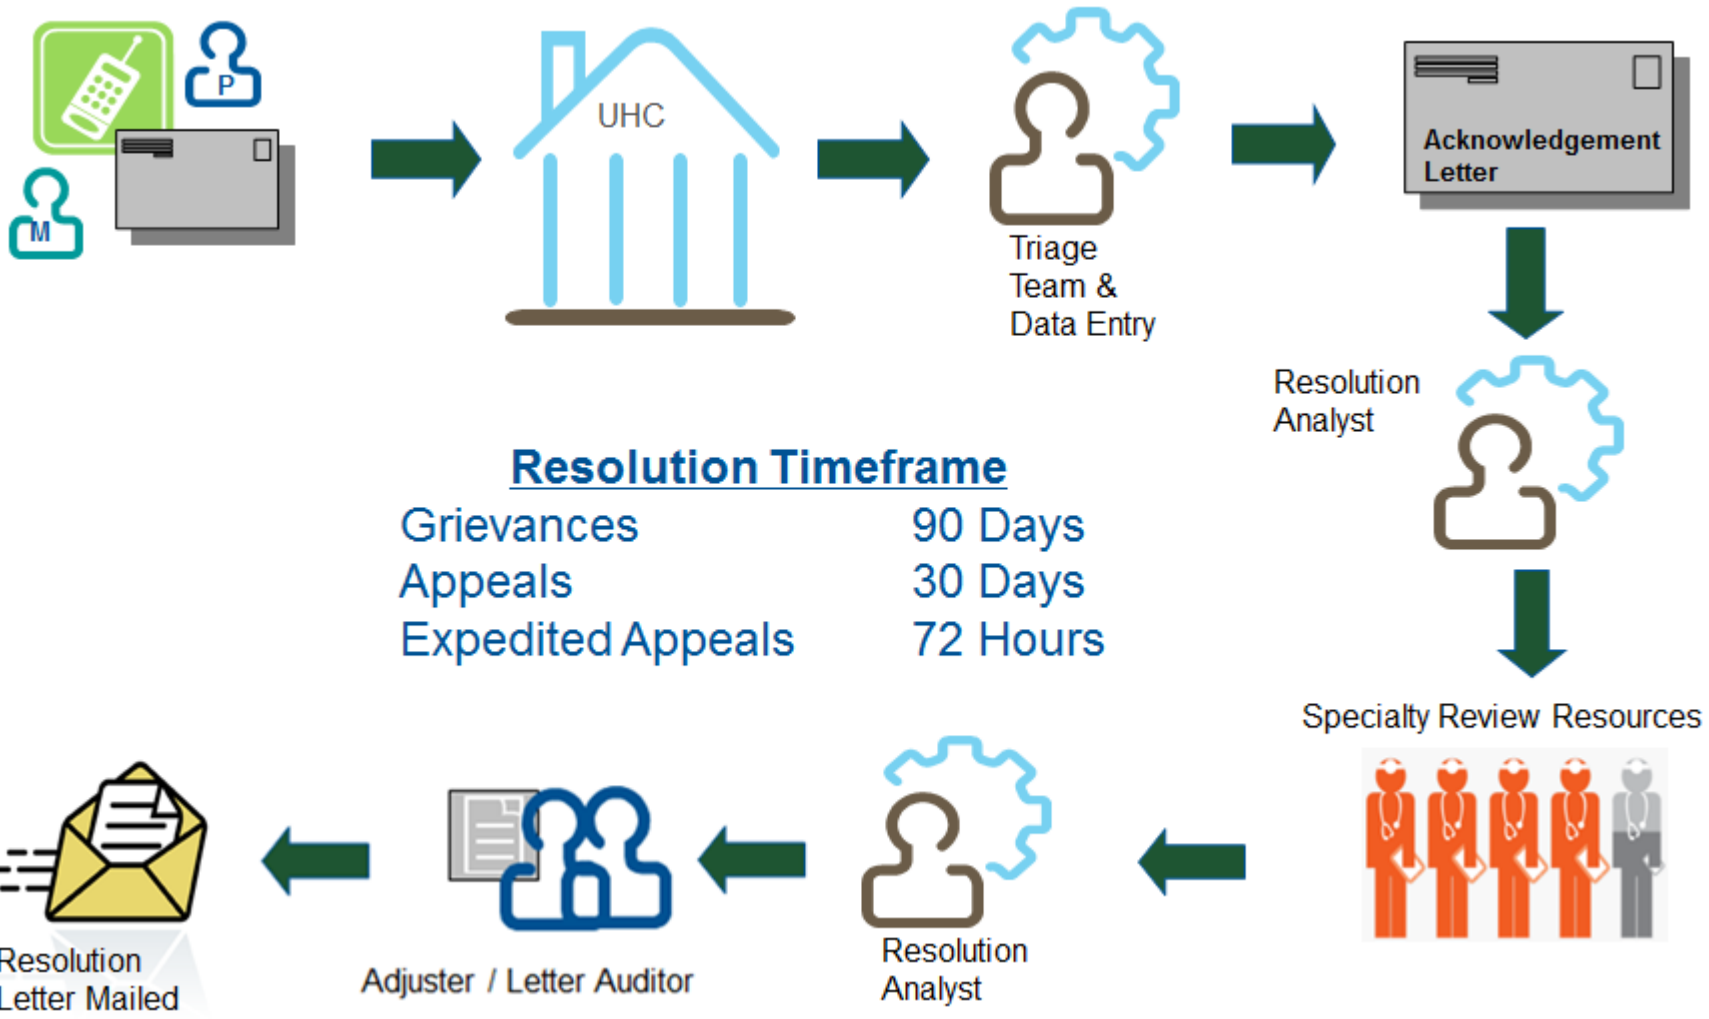 P
M
UHC
Acknowledgement
Letter
Triage
Team &
Data Entry
Resolution
Analyst
Resolution Timeframe
Grievances 90 Days
Appeals 30 Days
Expedited Appeals 72 Hours
Specialty Review Resources
Resolution
Analyst
Adjuster / Letter Auditor
Resolution
Letter Mailed